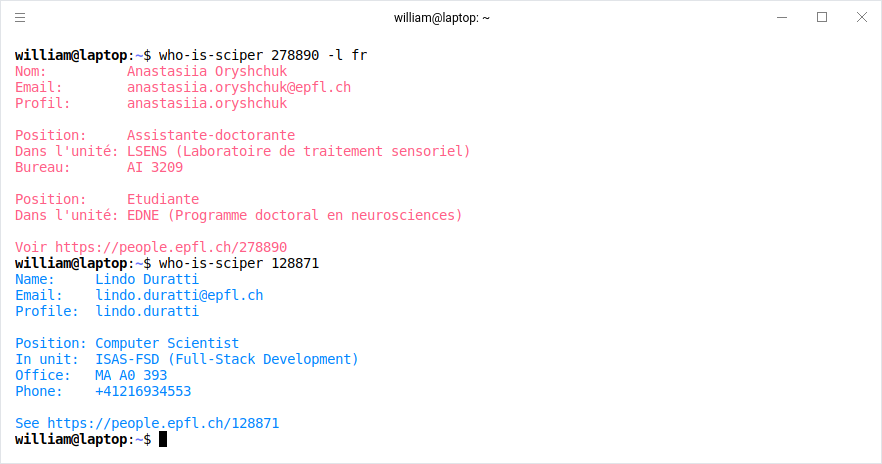 william@laptop: ~
william@laptop:~$ who-is-sciper 278890 -l fr
Nom:          Anastasiia Oryshchuk
Email:        anastasiia.oryshchuk@epfl.ch
Profil:       anastasiia.oryshchuk
Position:     Assistante-doctorante
Dans l'unité: LSENS (Laboratoire de traitement sensoriel)
Bureau:       AI 3209
Position:     Etudiante
Dans l'unité: EDNE (Programme doctoral en neurosciences)
Voir https://people.epfl.ch/278890
william@laptop:~$ who-is-sciper 128871
Name:     Lindo Duratti
Email:    lindo.duratti@epfl.ch
Profile:  lindo.duratti
Position: Computer Scientist
In unit:  ISAS-FSD (Full-Stack Development)
Office:   MA A0 393
Phone:    +41216934553
See https://people.epfl.ch/128871
william@laptop:~$